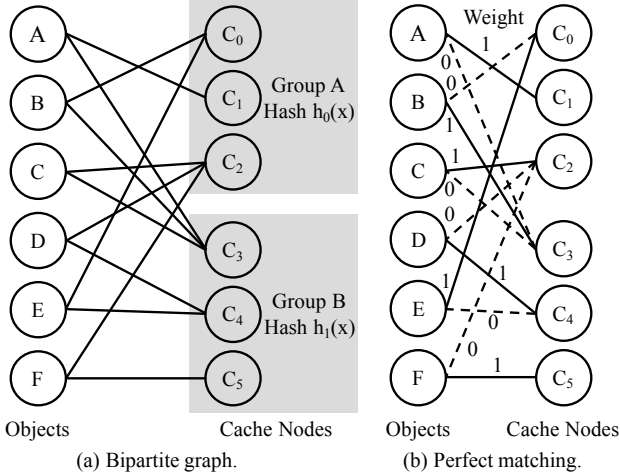 A
B
C
D
E
F
C0
C1
C2
Group A
Hash h0(x)
C3
C4
C5
Group B
Hash h1(x)
Objects
Cache Nodes
(a) Bipartite graph.
Weight
A
B
C
D
E
F
1
0
0
1
1
0
0
1
1
0
0
1
C0
C1
C2
C3
C4
C5
Objects
Cache Nodes
(b) Perfect matching.